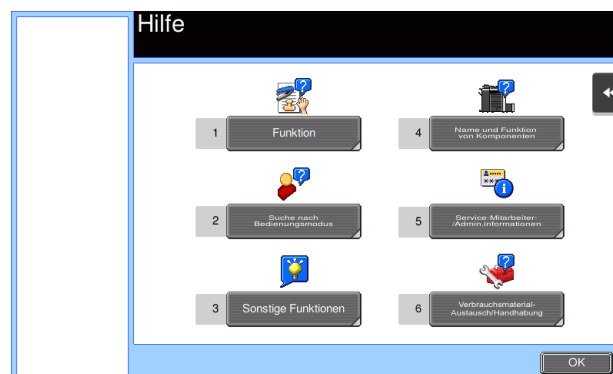 Hilfe
1 Funktion
4 Name und Funktion
von Komponenten
2 Suche nach
Bedienungsmodus
5 Service-Mitarbeiter-
/Admin.informationen
3 Sonstige Funktionen
6 Verbrauchsmaterial-
Austausch/Handhabung
OK